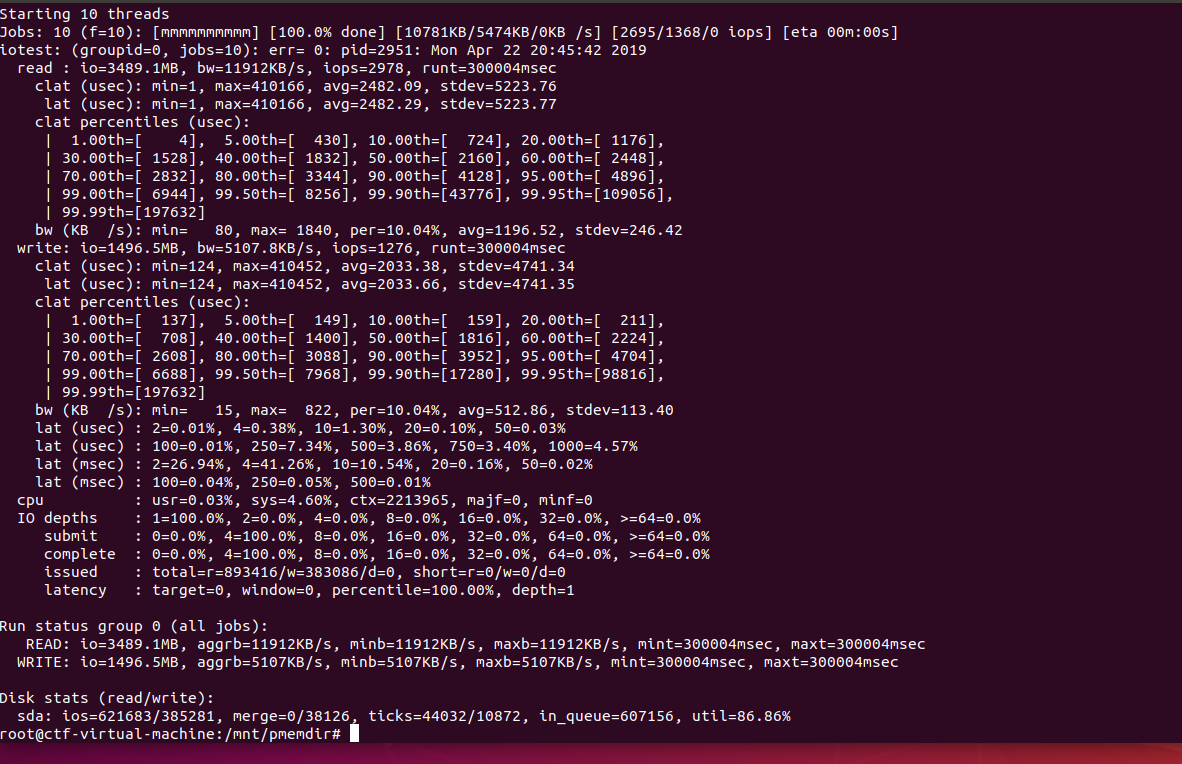 Starting 10 threads
Jobs: 10 (f=10): [mmmmmmmmmm] [100.0% done] [10781KB/5474KB/0KB /s] [2695/1368/0 iops] [eta 00m:00s]
iotest: (groupid=0, jobs=10): err= 0: pid=2951: Mon Apr 22 20:45:42 2019
  read : io=3489.1MB, bw=11912KB/s, iops=2978, runt=300004msec
    clat (usec): min=1, max=410166, avg=2482.09, stdev=5223.76
     lat (usec): min=1, max=410166, avg=2482.29, stdev=5223.77
    clat percentiles (usec):
     |  1.00th=[    4],  5.00th=[  430], 10.00th=[  724], 20.00th=[ 1176],
     | 30.00th=[ 1528], 40.00th=[ 1832], 50.00th=[ 2160], 60.00th=[ 2448],
     | 70.00th=[ 2832], 80.00th=[ 3344], 90.00th=[ 4128], 95.00th=[ 4896],
     | 99.00th=[ 6944], 99.50th=[ 8256], 99.90th=[43776], 99.95th=[109056],
     | 99.99th=[197632]
    bw (KB  /s): min=   80, max= 1840, per=10.04%, avg=1196.52, stdev=246.42
  write: io=1496.5MB, bw=5107.8KB/s, iops=1276, runt=300004msec
    clat (usec): min=124, max=410452, avg=2033.38, stdev=4741.34
     lat (usec): min=124, max=410452, avg=2033.66, stdev=4741.35
    clat percentiles (usec):
     |  1.00th=[  137],  5.00th=[  149], 10.00th=[  159], 20.00th=[  211],
     | 30.00th=[  708], 40.00th=[ 1400], 50.00th=[ 1816], 60.00th=[ 2224],
     | 70.00th=[ 2608], 80.00th=[ 3088], 90.00th=[ 3952], 95.00th=[ 4704],
     | 99.00th=[ 6688], 99.50th=[ 7968], 99.90th=[17280], 99.95th=[98816],
     | 99.99th=[197632]
    bw (KB  /s): min=   15, max=  822, per=10.04%, avg=512.86, stdev=113.40
    lat (usec) : 2=0.01%, 4=0.38%, 10=1.30%, 20=0.10%, 50=0.03%
    lat (usec) : 100=0.01%, 250=7.34%, 500=3.86%, 750=3.40%, 1000=4.57%
    lat (msec) : 2=26.94%, 4=41.26%, 10=10.54%, 20=0.16%, 50=0.02%
    lat (msec) : 100=0.04%, 250=0.05%, 500=0.01%
  cpu          : usr=0.03%, sys=4.60%, ctx=2213965, majf=0, minf=0
  IO depths    : 1=100.0%, 2=0.0%, 4=0.0%, 8=0.0%, 16=0.0%, 32=0.0%, >=64=0.0%
     submit    : 0=0.0%, 4=100.0%, 8=0.0%, 16=0.0%, 32=0.0%, 64=0.0%, >=64=0.0%
     complete  : 0=0.0%, 4=100.0%, 8=0.0%, 16=0.0%, 32=0.0%, 64=0.0%, >=64=0.0%
     issued    : total=r=893416/w=383086/d=0, short=r=0/w=0/d=0
     latency   : target=0, window=0, percentile=100.00%, depth=1

Run status group 0 (all jobs):
   READ: io=3489.1MB, aggrb=11912KB/s, minb=11912KB/s, maxb=11912KB/s, mint=300004msec, maxt=300004msec
  WRITE: io=1496.5MB, aggrb=5107KB/s, minb=5107KB/s, maxb=5107KB/s, mint=300004msec, maxt=300004msec

Disk stats (read/write):
  sda: ios=621683/385281, merge=0/38126, ticks=44032/10872, in_queue=607156, util=86.86%
root@ctf-virtual-machine:/mnt/pmemdir#